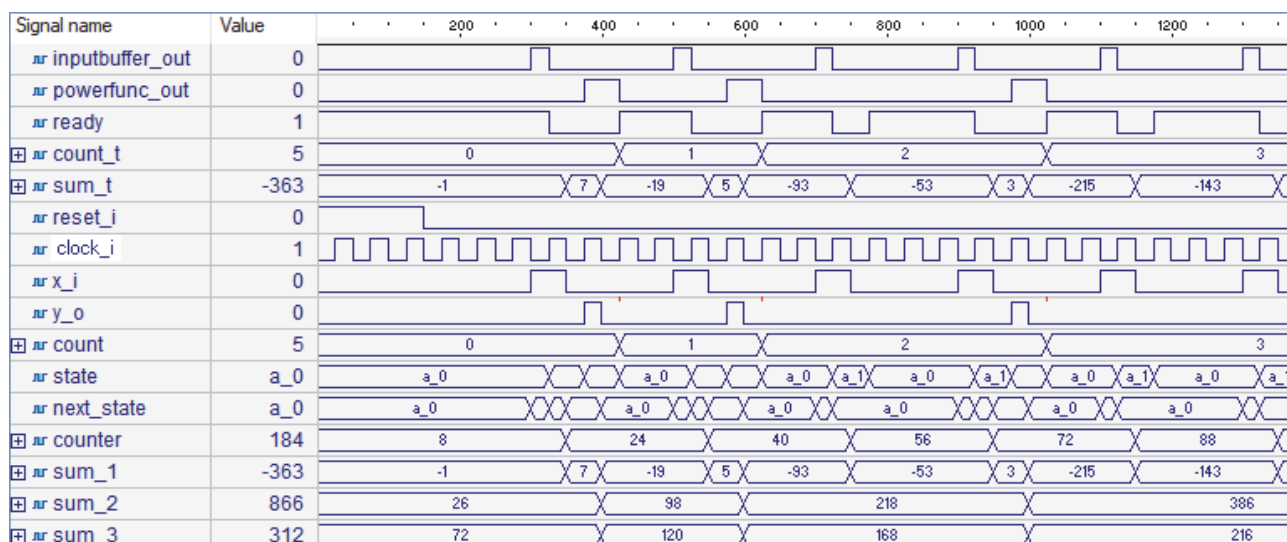 Signal name Value 200 400 600 800 1000 1200
inputbuffer_out 0
powerfunc_out 0
ready 1
count_t 5 0 1 2 3
sum_t -363 -1 7 -19 5 -93 -53 3 -215 -143
reset_i 0
clock_i 1
x_i 0
y_o 0
count 5 0 1 2 3
state a_0 a_0 a_0 a_0 a_1 a_0 a_1 a_0 a_1 a_0 a_1
next_state a_0 a_0 a_0 a_0 a_0 a_0 a_0
counter 184 8 24 40 56 72 88
sum_1 -363 -1 7 -19 5 -93 -53 3 -215 -143
sum_2 866 26 98 218 386
sum_3 312 72 120 168 216